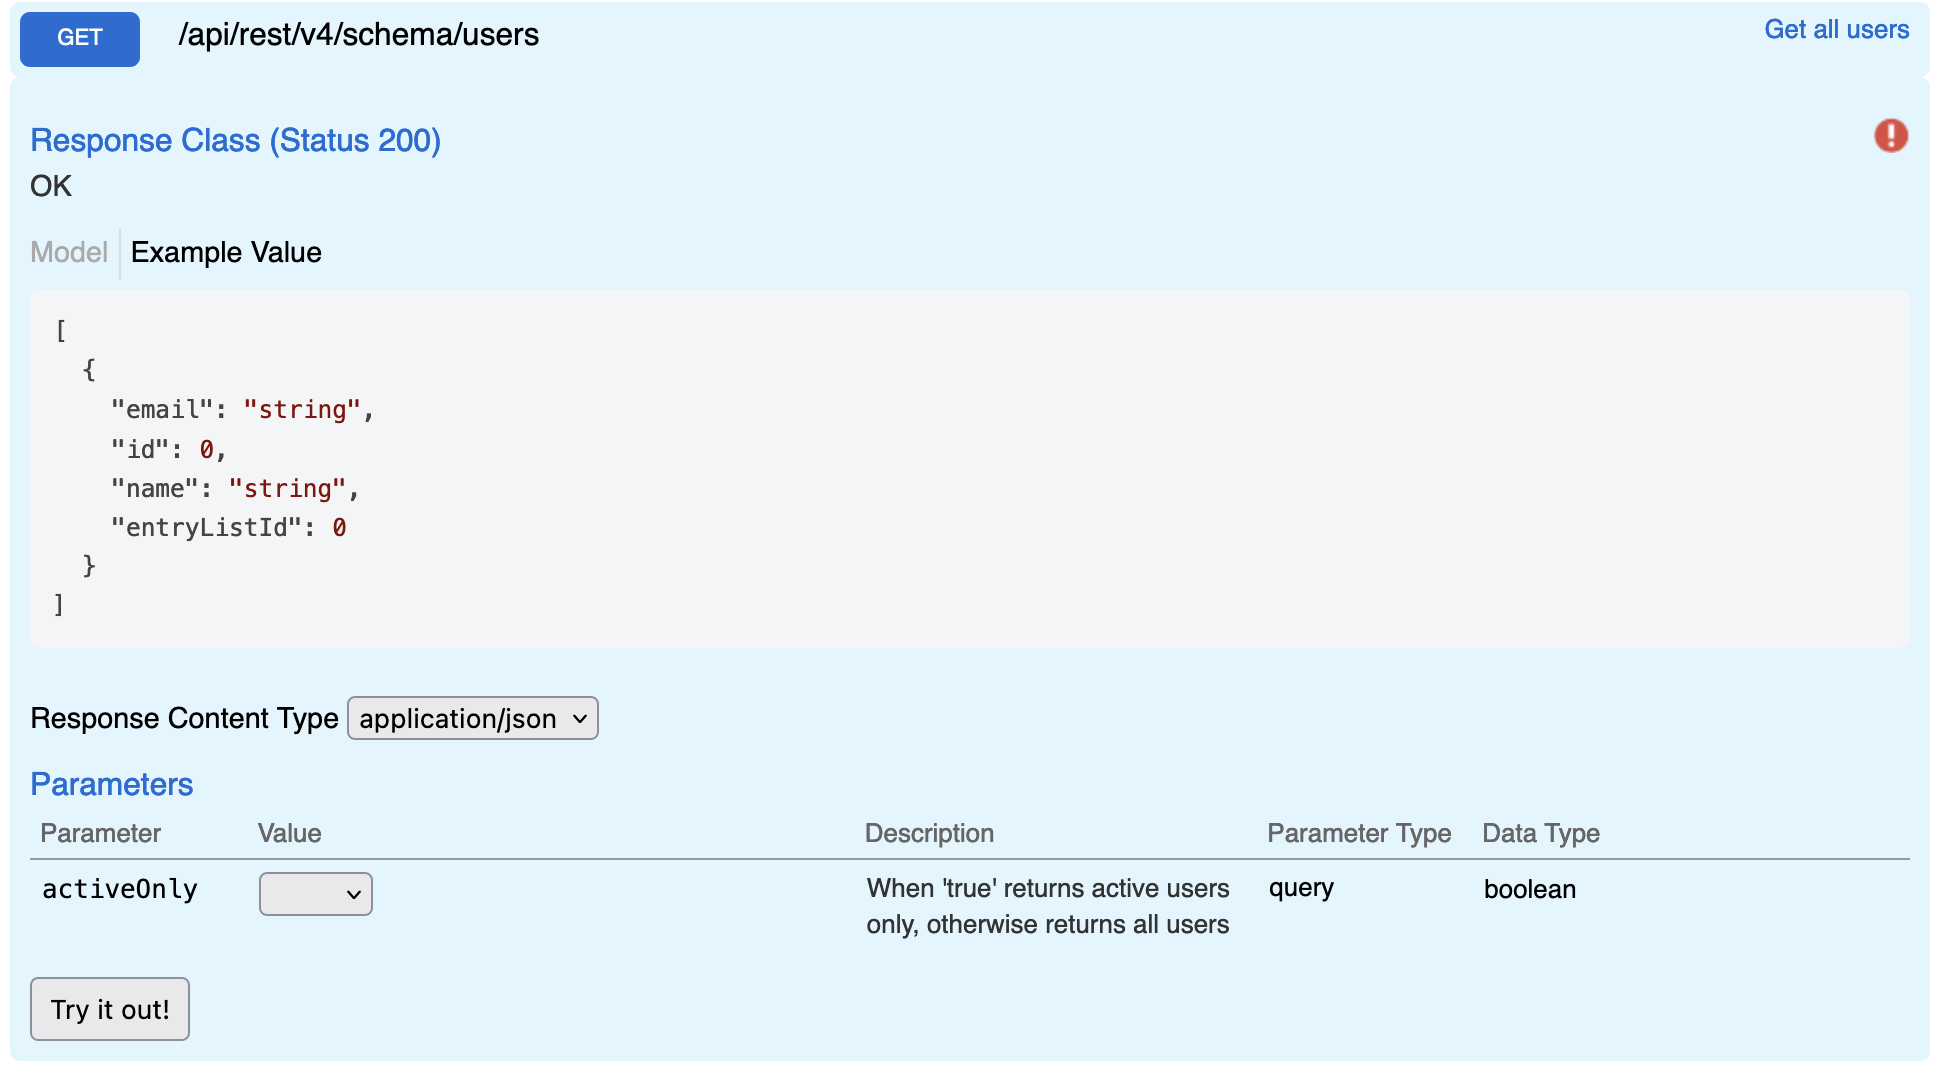 GET /api/rest/v4/schema/users Get all users
Response Class (Status 200)
OK
Model Example Value
[
  {
    "email": "string",
    "id": 0,
    "name": "string",
    "entryListId": 0
  }
]
Response Content Type application/json
Parameters
Parameter Value Description Parameter Type Data Type
activeOnly When 'true' returns active users query boolean
only, otherwise returns all users
Try it out!